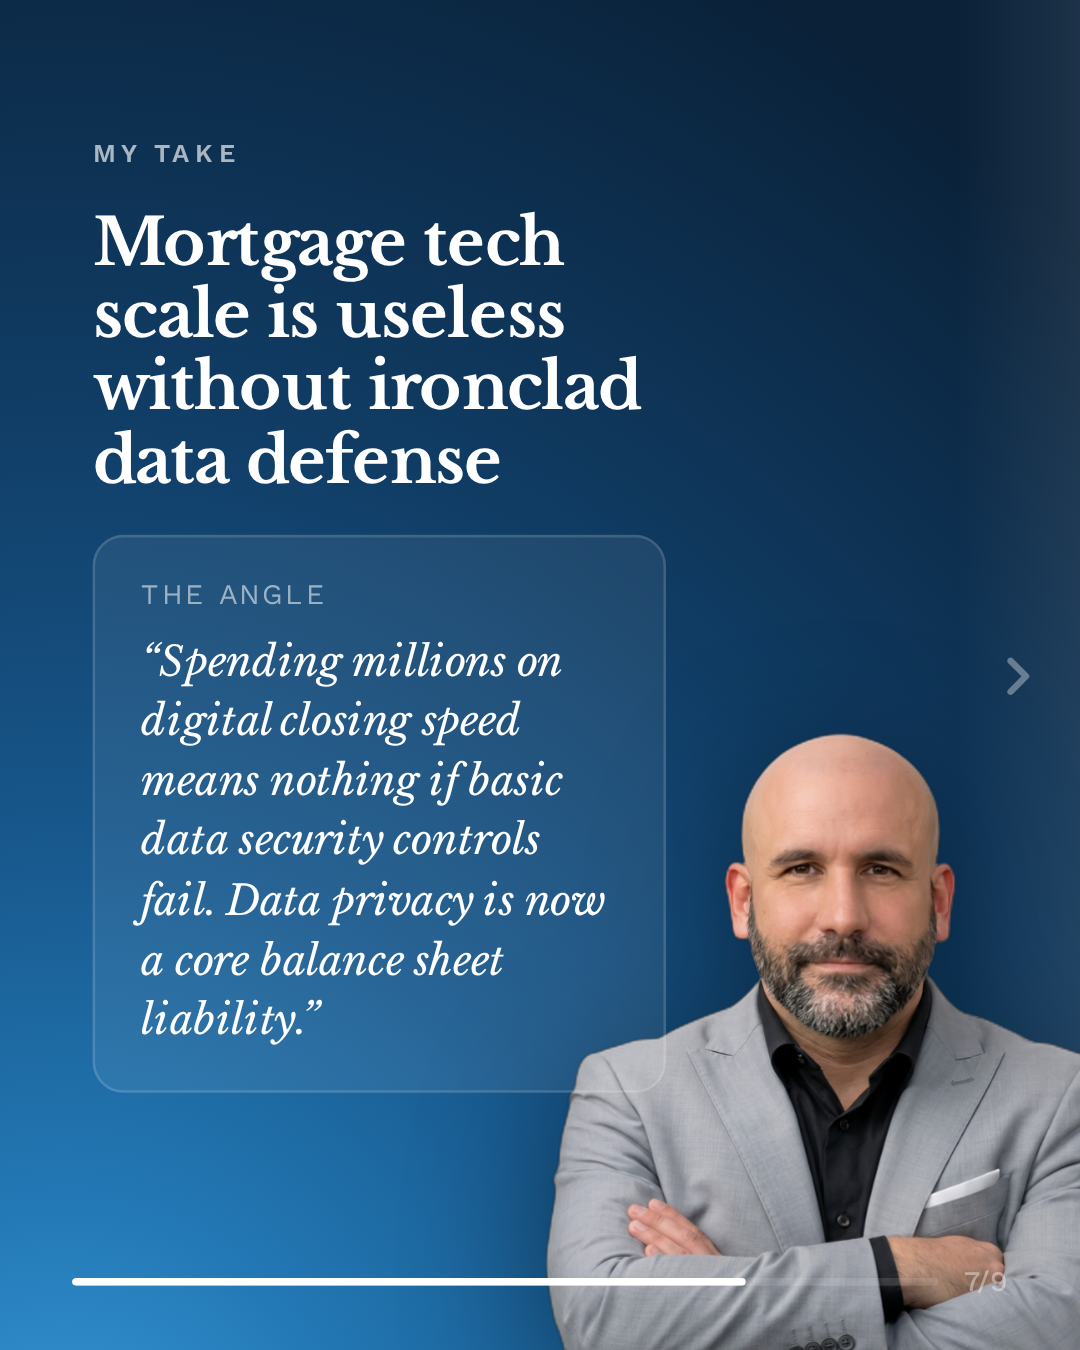 MY TAKE
Mortgage tech
scale is useless
without ironclad
data defense
THE ANGLE
“Spending millions on
digital closing speed
means nothing if basic
data security controls
fail. Data privacy is now
a core balance sheet
liability.”
7/9